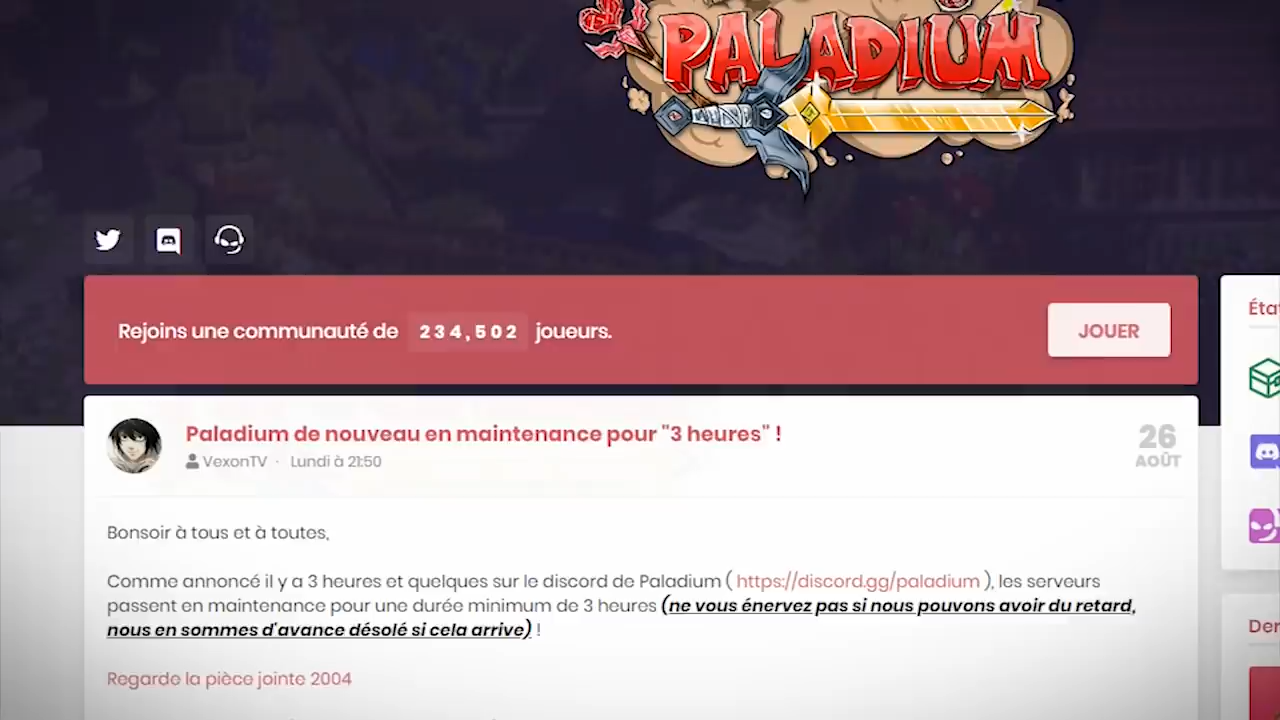 PALADIUM
Rejoins une communauté de 234,502 joueurs.
JOUER
Paladium de nouveau en maintenance pour "3 heures" !
VexonTV · Lundi à 21:50
26
AOÛT
Bonsoir à tous et à toutes,
Comme annoncé il y a 3 heures et quelques sur le discord de Paladium ( https://discord.gg/paladium ), les serveurs
passent en maintenance pour une durée minimum de 3 heures (ne vous énervez pas si nous pouvons avoir du retard,
nous en sommes d'avance désolé si cela arrive) !
Regarde la pièce jointe 2004